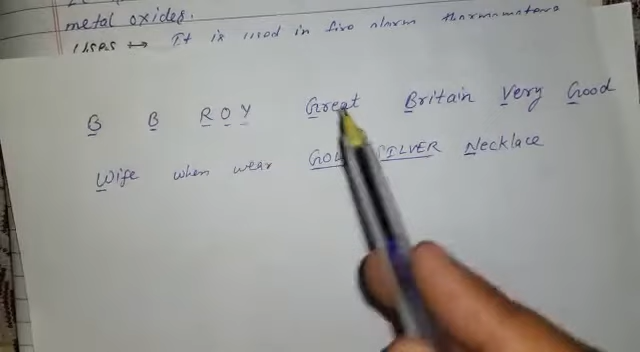 metal oxides.
Uses ↔ It is used in fire alarm thermometers
B B R O Y Great Britain Very Good
Wife when wear GOLD SILVER Necklace